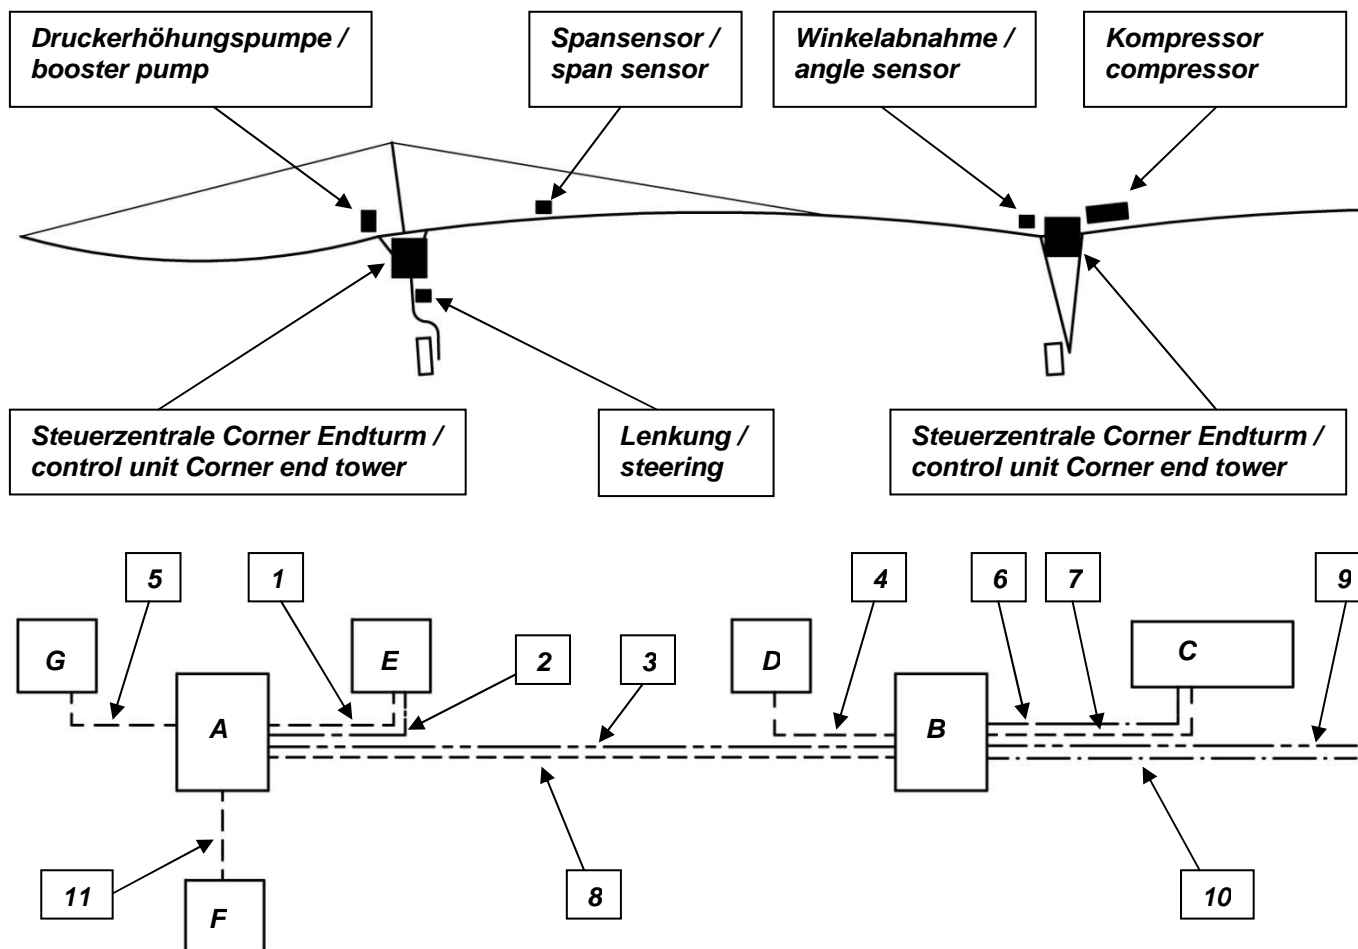 Druckerhöhungspumpe /
booster pump
Spansensor /
span sensor
Winkelabnahme /
angle sensor
Kompressor
compressor
Steuerzentrale Corner Endturm /
control unit Corner end tower
Lenkung /
steering
Steuerzentrale Corner Endturm /
control unit Corner end tower
5
1
4
6
7
9
G
E
2
3
D
C
A
B
11
F
8
10